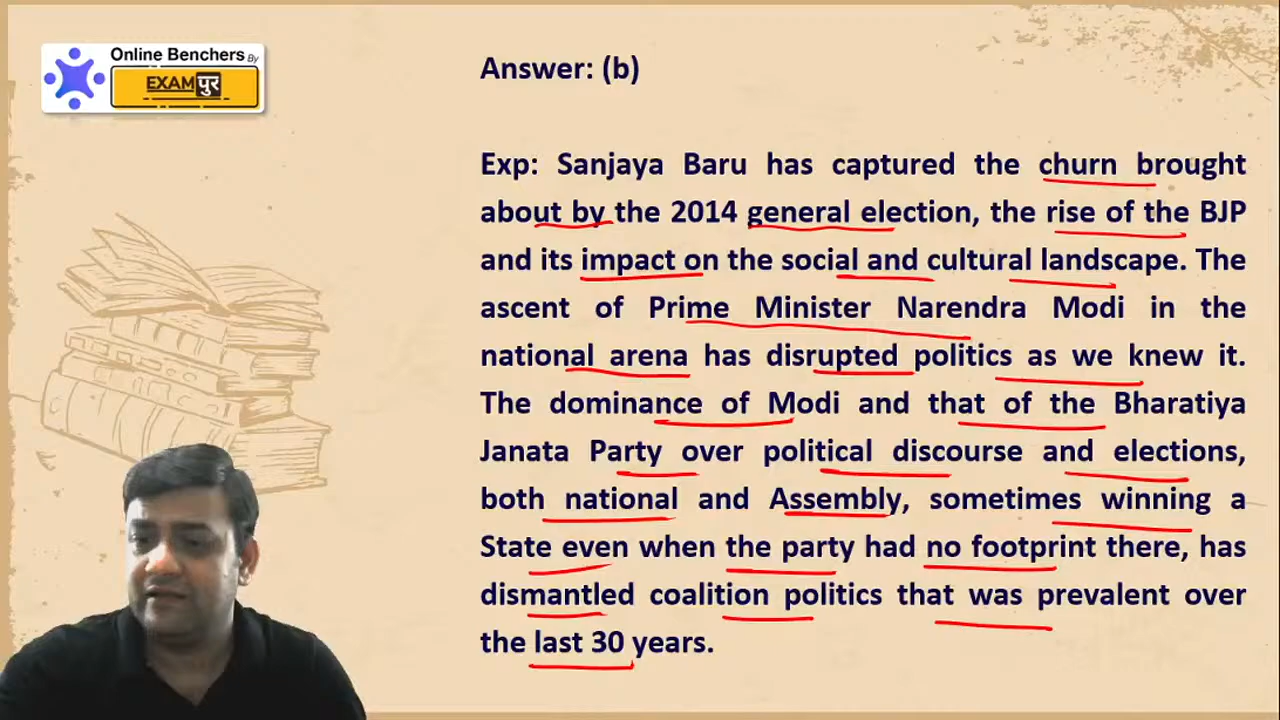 Online Benchers By
EXAMपुर
Answer: (b)
Exp: Sanjaya Baru has captured the churn brought
about by the 2014 general election, the rise of the BJP
and its impact on the social and cultural landscape. The
ascent of Prime Minister Narendra Modi in the
national arena has disrupted politics as we knew it.
The dominance of Modi and that of the Bharatiya
Janata Party over political discourse and elections,
both national and Assembly, sometimes winning a
State even when the party had no footprint there, has
dismantled coalition politics that was prevalent over
the last 30 years.